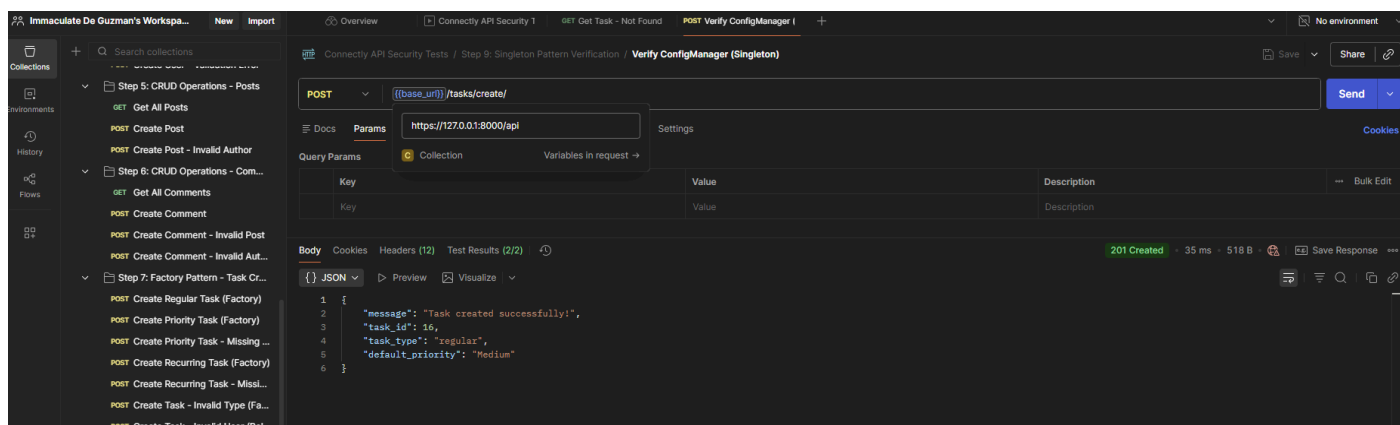 Immaculate De Guzman's Workspa... New Import
Overview Connectly API Security T GET Get Task - Not Found POST Verify ConfigManager ( No environment
Collections
Environments
History
Flows
Search collections
Step 5: CRUD Operations - Posts
GET Get All Posts
POST Create Post
POST Create Post - Invalid Author
Step 6: CRUD Operations - Com...
GET Get All Comments
POST Create Comment
POST Create Comment - Invalid Post
POST Create Comment - Invalid Aut...
Step 7: Factory Pattern - Task Cr...
POST Create Regular Task (Factory)
POST Create Priority Task (Factory)
POST Create Priority Task - Missing ...
POST Create Recurring Task (Factory)
POST Create Recurring Task - Missi...
POST Create Task - Invalid Type (Fa...
HTTP Connectly API Security Tests / Step 9: Singleton Pattern Verification / Verify ConfigManager (Singleton) Save Share
POST {{base_url}}/tasks/create/ Send
Docs Params Settings Cookies
https://127.0.0.1:8000/api
C Collection Variables in request →
Query Params
Key Value Description Bulk Edit
Key Value Description
Body Cookies Headers (12) Test Results (2/2) 201 Created 35 ms 518 B e.g. Save Response
{} JSON Preview Visualize
1 {
2 "message": "Task created successfully!",
3 "task_id": 16,
4 "task_type": "regular",
5 "default_priority": "Medium"
6 }